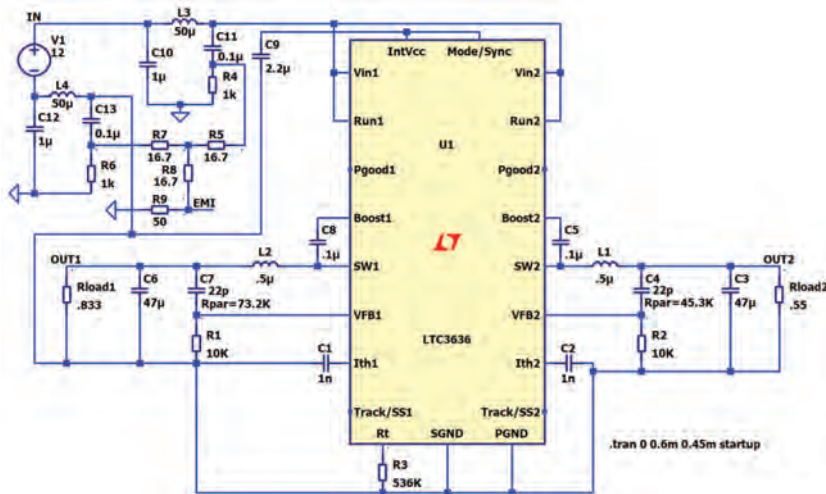 IN
L3
50µ
V1
12
C10
1µ
C11
0.1µ
R4
1k
C9
2.2µ
L4
50µ
C12
1µ
C13
0.1µ
R6
1k
R7
16.7
R5
16.7
R8
16.7
R9
50
EMI
IntVcc
Mode/Sync
Vin1
Vin2
Run1
Run2
U1
Pgood1
Pgood2
Boost1
Boost2
SW1
SW2
VFB1
VFB2
LTC3636
Ith1
Ith2
Track/SS1
Track/SS2
Rt
SGND
PGND
C8
.1µ
L2
.5µ
OUT1
Rload1
.833
C6
47µ
C7
22p
Rpar=73.2K
R1
10K
C1
1n
C5
.1µ
L1
.5µ
OUT2
C4
22p
Rpar=45.3K
C3
47µ
Rload2
.55
R2
10K
C2
1n
R3
536K
.tran 0 0.6m 0.45m startup